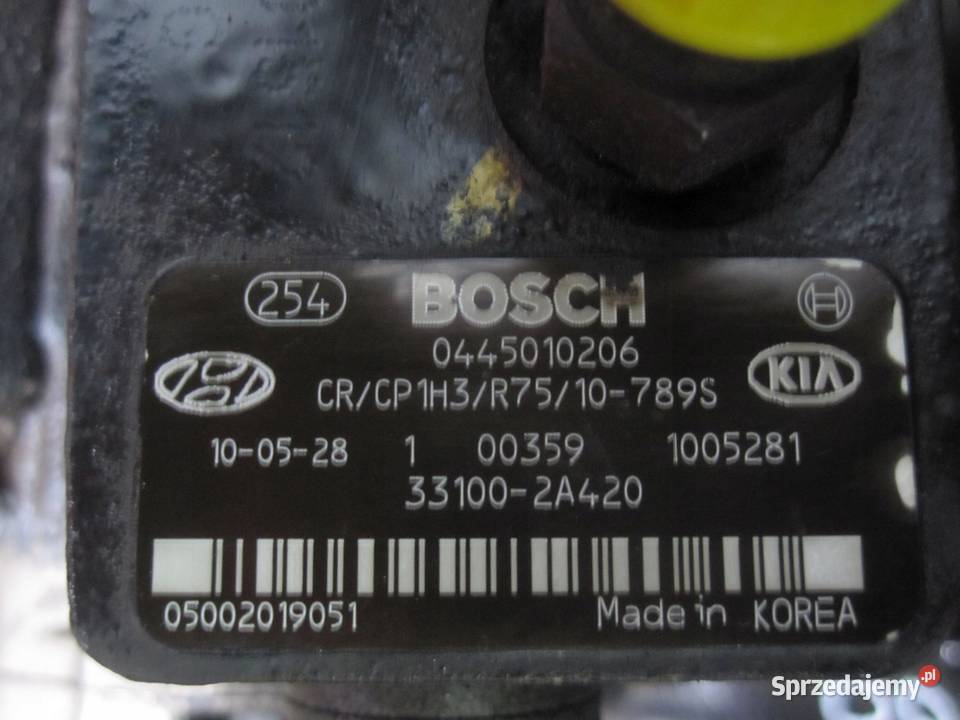 254 BOSCH
0445010206
CR/CP1H3/R75/10-789S
KIA
10-05-28 1 00359 1005281
33100-2A420
05002019051 Made in KOREA
Sprzedajemy.pl